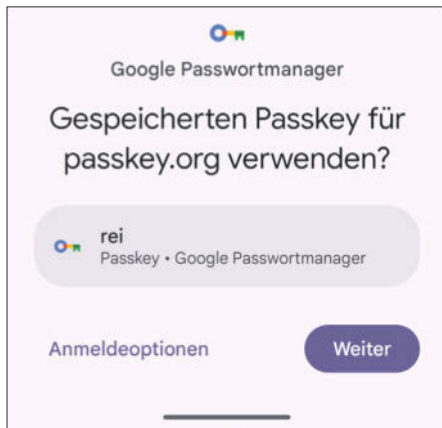 Google Passwortmanager
Gespeicherten Passkey für
passkey.org verwenden?
rei
Passkey • Google Passwortmanager
Anmeldeoptionen
Weiter